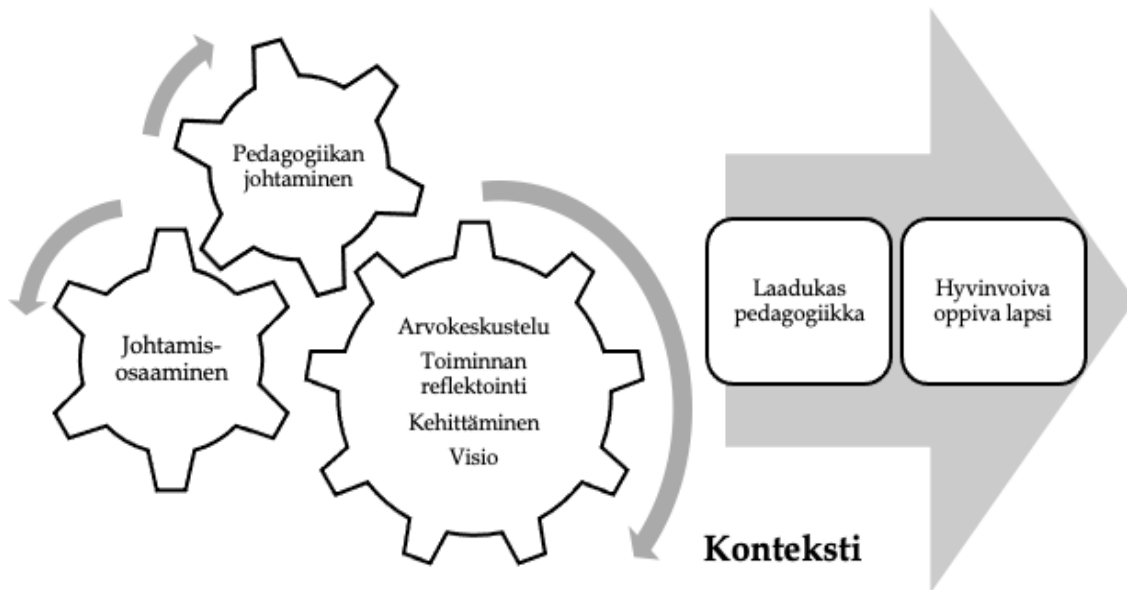 Pedagogiikan
johtaminen
Johtamis-
osaaminen
Arvokeskustelu
Toiminnan
reflektointi
Kehittäminen
Visio
Laadukas
pedagogiikka
Hyvinvoiva
oppiva lapsi
Konteksti